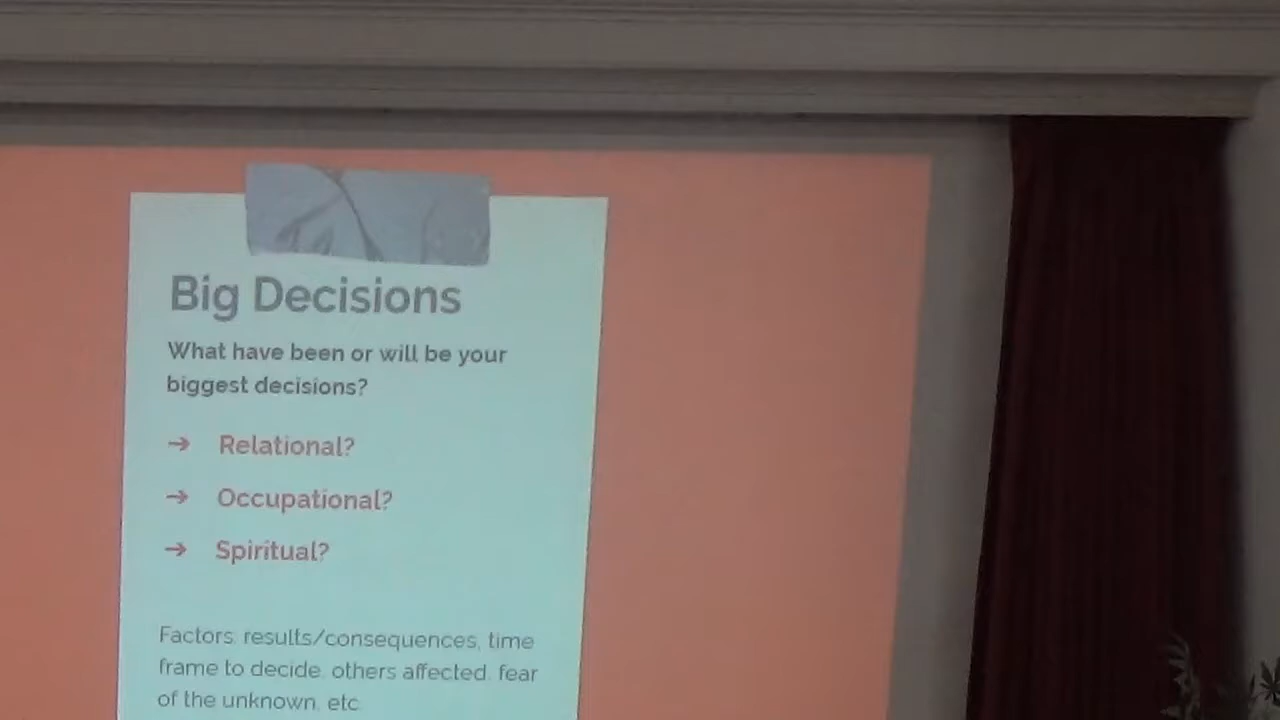 Big Decisions
What have been or will be your
biggest decisions?
➔ Relational?
➔ Occupational?
➔ Spiritual?
Factors, results/consequences, time
frame to decide, others affected, fear
of the unknown, etc.